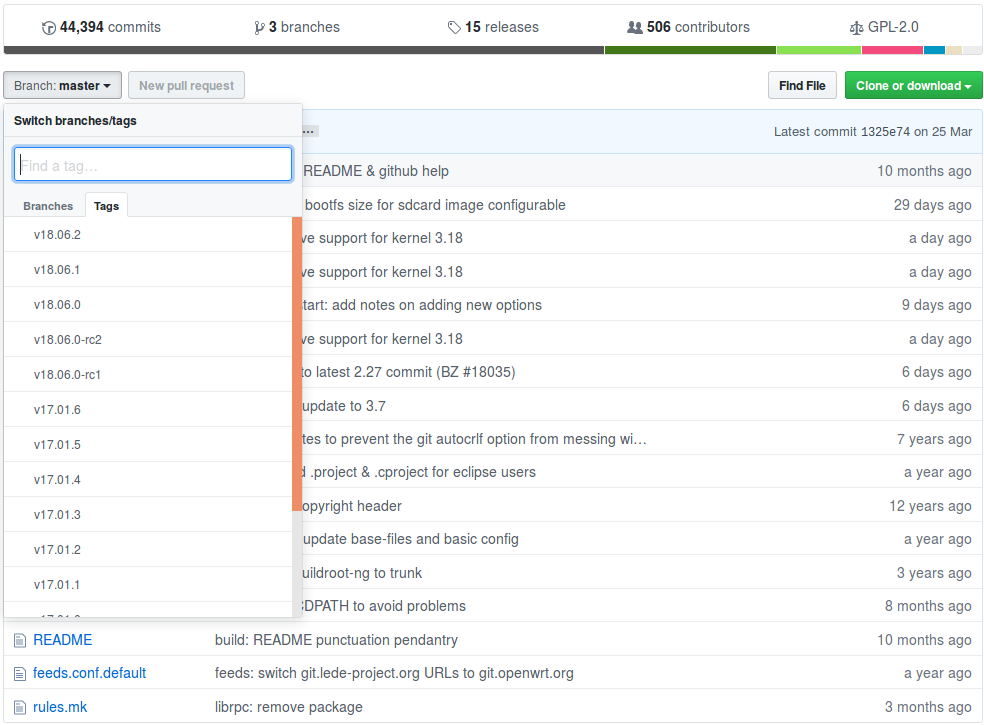 44,394 commits 3 branches 15 releases 506 contributors GPL-2.0
Branch: master New pull request Find File Clone or download
Switch branches/tags
... Latest commit 1325e74 on 25 Mar
Find a tag…
README & github help 10 months ago
Branches Tags
bootfs size for sdcard image configurable 29 days ago
v18.06.2
ve support for kernel 3.18 a day ago
v18.06.1
ve support for kernel 3.18 a day ago
v18.06.0
start: add notes on adding new options 9 days ago
v18.06.0-rc2
ve support for kernel 3.18 a day ago
v18.06.0-rc1
to latest 2.27 commit (BZ #18035) 6 days ago
v17.01.6
update to 3.7 6 days ago
v17.01.5
tes to prevent the git autocrlf option from messing wi… 7 years ago
v17.01.4
.project & .cproject for eclipse users a year ago
v17.01.3
opyright header 12 years ago
v17.01.2
update base-files and basic config a year ago
v17.01.1
uildroot-ng to trunk 3 years ago
CDPATH to avoid problems 8 months ago
README build: README punctuation pendantry 10 months ago
feeds.conf.default feeds: switch git.lede-project.org URLs to git.openwrt.org a year ago
rules.mk librpc: remove package 3 months ago